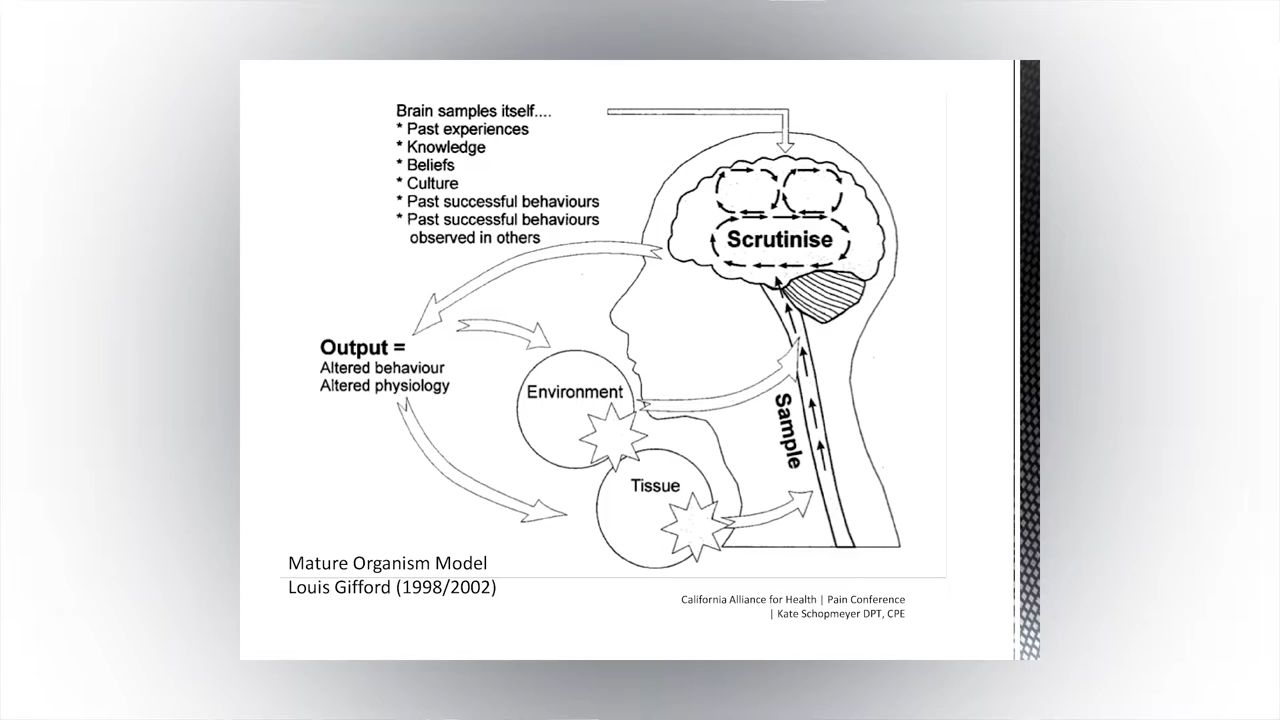 Brain samples itself....
* Past experiences
* Knowledge
* Beliefs
* Culture
* Past successful behaviours
* Past successful behaviours
observed in others
Scrutinise
Output =
Altered behaviour
Altered physiology
Environment
Sample
Tissue
Mature Organism Model
Louis Gifford (1998/2002)
California Alliance for Health | Pain Conference
| Kate Schopmeyer DPT, CPE